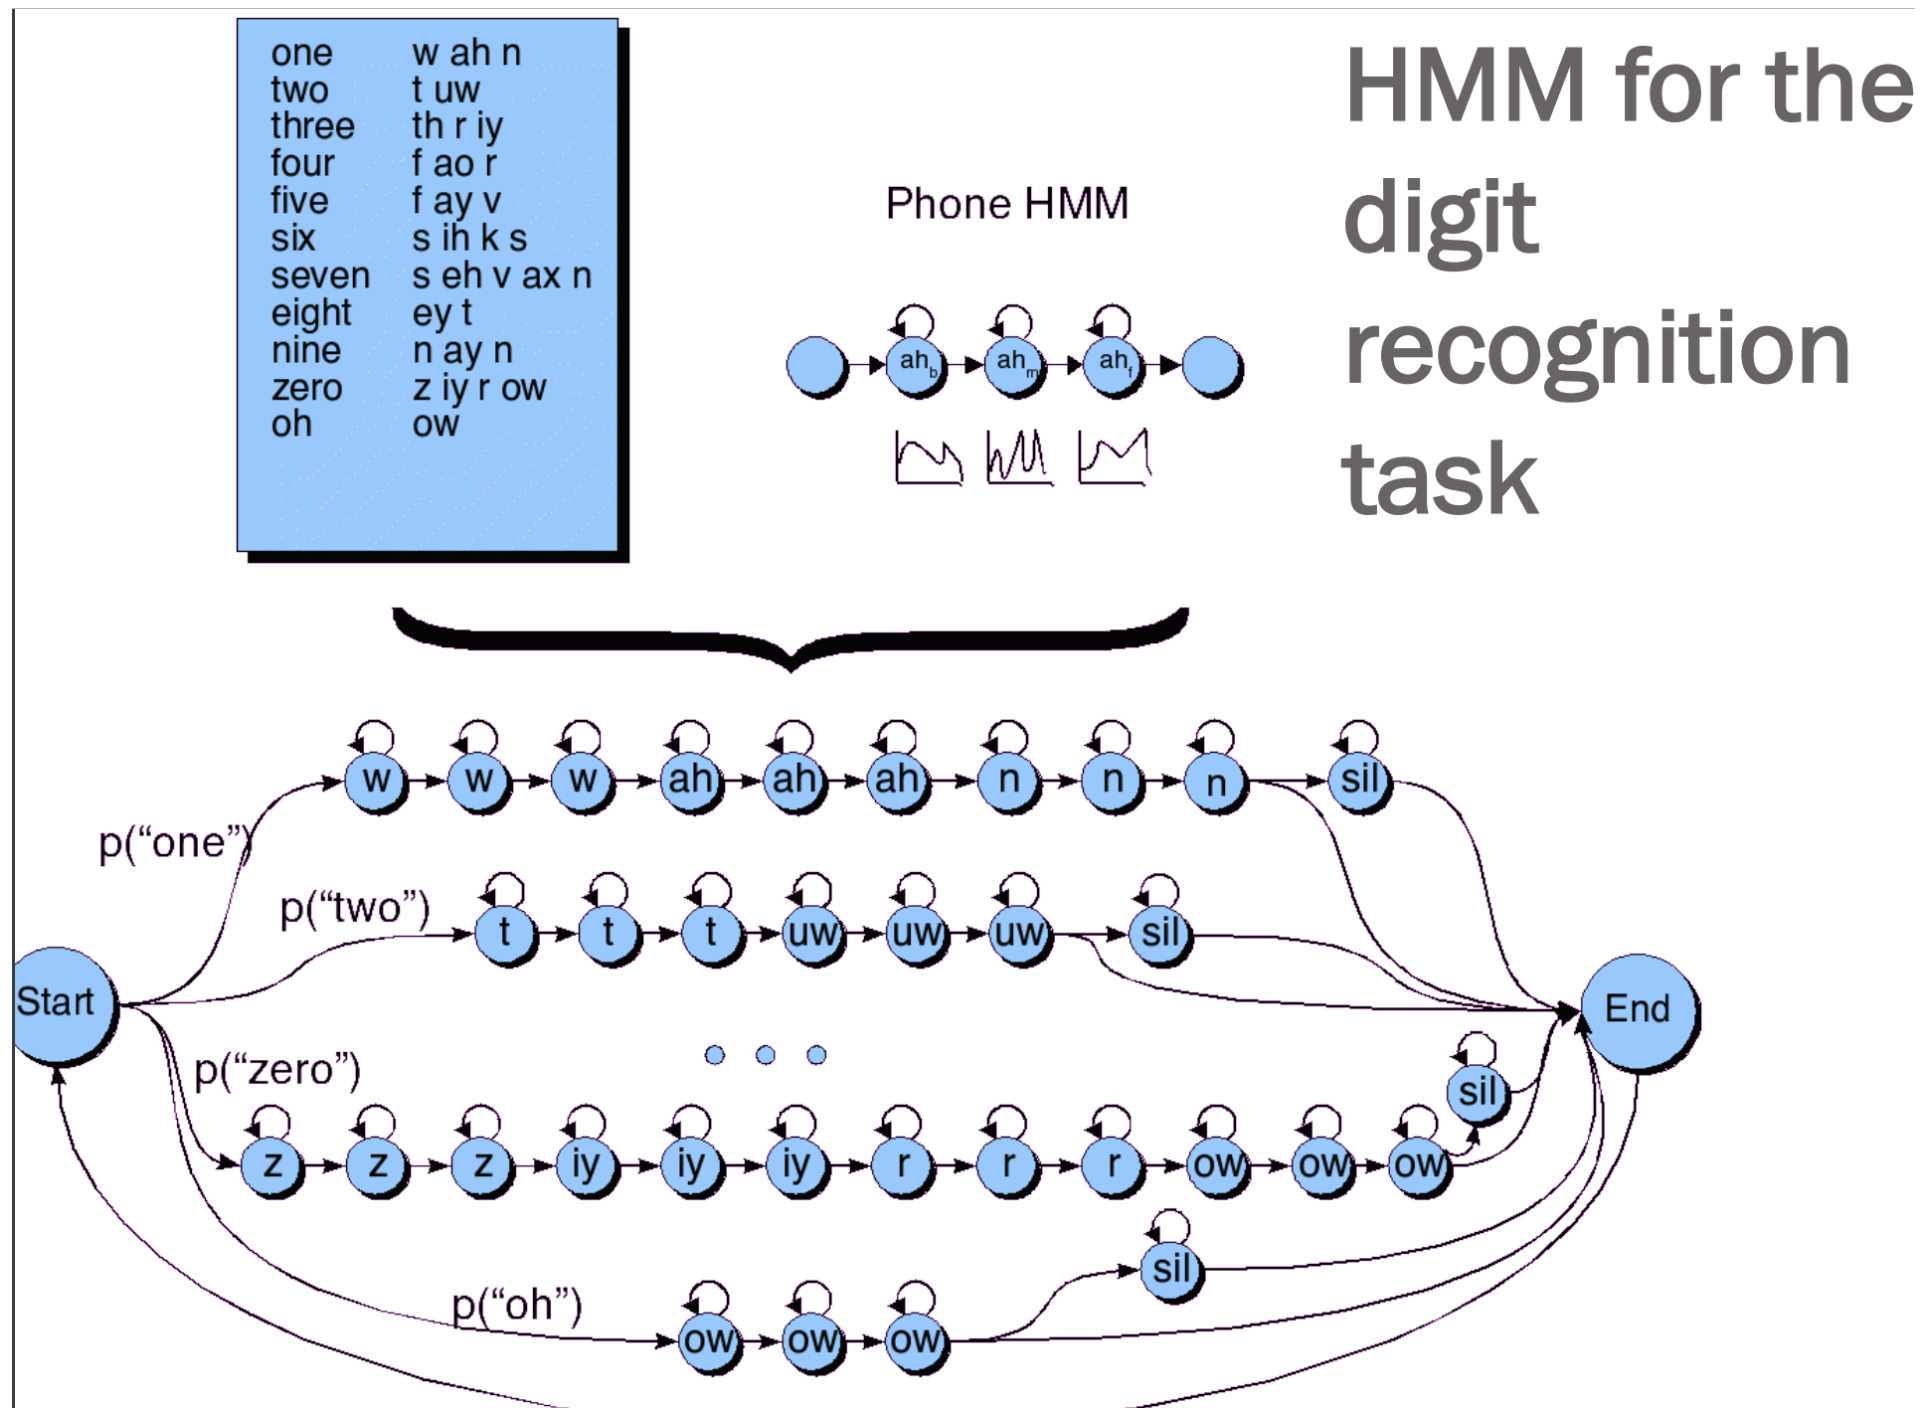 HMM for the
digit
recognition
task
one w ah n
two t uw
three th r iy
four f ao r
five f ay v
six s ih k s
seven s eh v ax n
eight ey t
nine n ay n
zero z iy r ow
oh ow
Phone HMM
ah_b ah_m ah_f
w w w ah ah ah n n n sil
p(“one”)
p(“two”)
t t t uw uw uw sil
Start
End
p(“zero”)
sil
z z z iy iy iy r r r ow ow ow
sil
p(“oh”)
ow ow ow